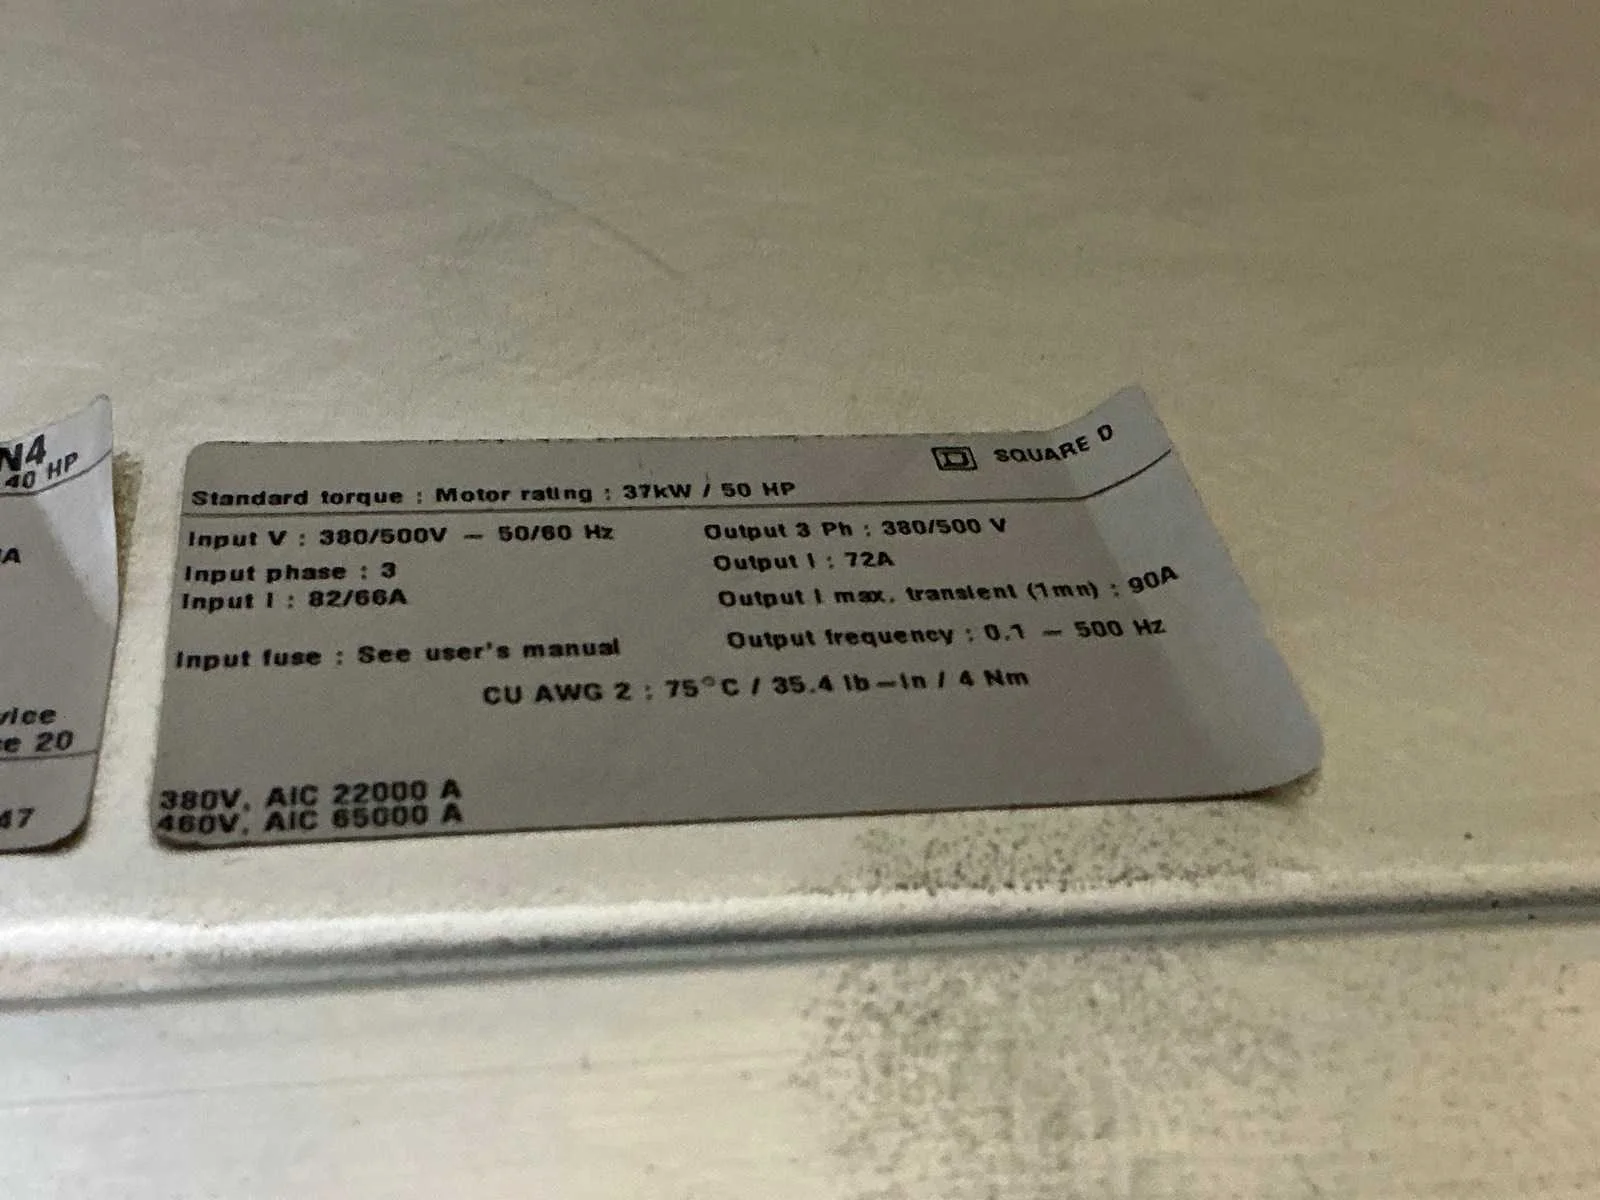 N4
40 HP
A
vice
e 20
47
SQUARE D
Standard torque : Motor rating : 37kW / 50 HP
Input V : 380/500V – 50/60 Hz
Output 3 Ph : 380/500 V
Input phase : 3
Output I : 72A
Input I : 82/66A
Output I max. transient (1mn) : 90A
Input fuse : See user's manual
Output frequency : 0.1 – 500 Hz
CU AWG 2 : 75°C / 35.4 lb–in / 4 Nm
380V, AIC 22000 A
460V, AIC 65000 A